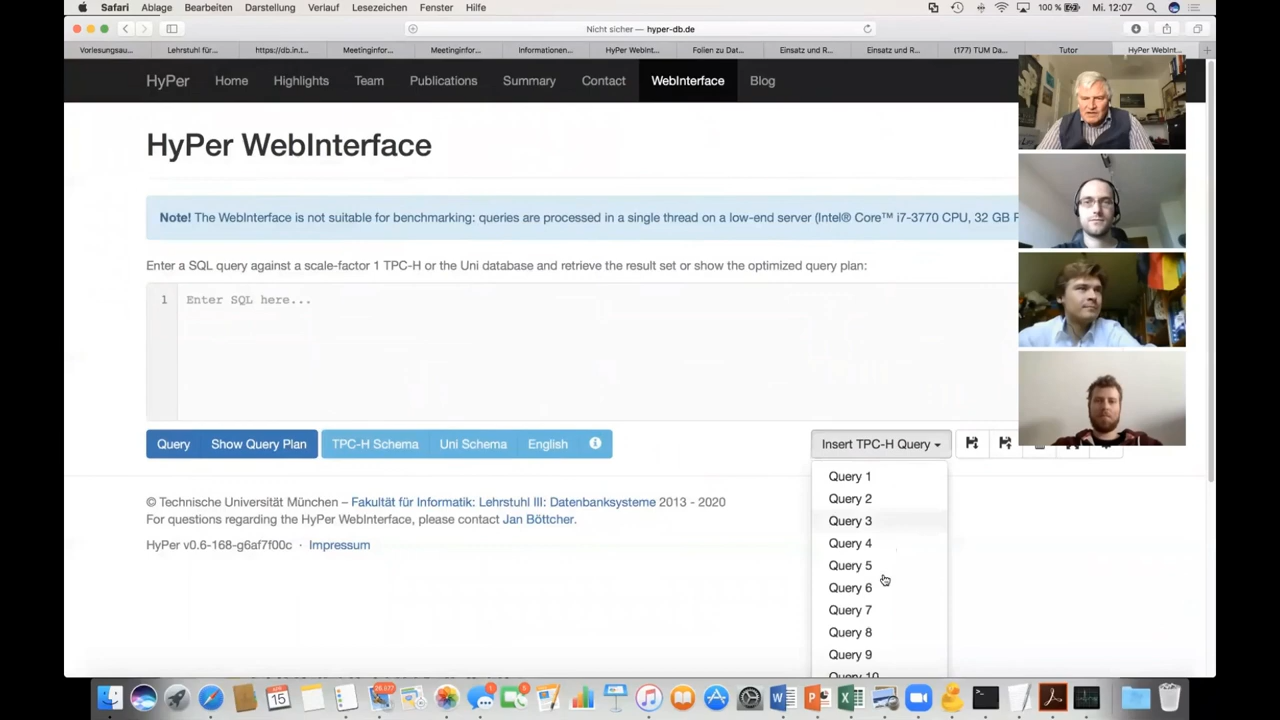 Safari Ablage Bearbeiten Darstellung Verlauf Lesezeichen Fenster Hilfe 100 % Mi. 12:07
Nicht sicher — hyper-db.de
Vorlesungsau... Lehrstuhl für... https://db.in.t... Meetinginfor... Meetinginfor... Informationen... HyPer WebInt... Folien zu Dat... Einsatz und R... Einsatz und R... (177) TUM Da... Tutor HyPer WebInt...
HyPer Home Highlights Team Publications Summary Contact WebInterface Blog
HyPer WebInterface
Note! The WebInterface is not suitable for benchmarking: queries are processed in a single thread on a low-end server (Intel® Core™ i7-3770 CPU, 32 GB
Enter a SQL query against a scale-factor 1 TPC-H or the Uni database and retrieve the result set or show the optimized query plan:
1 Enter SQL here...
Query Show Query Plan TPC-H Schema Uni Schema English Insert TPC-H Query
Query 1
Query 2
Query 3
Query 4
Query 5
Query 6
Query 7
Query 8
Query 9
Query 10
© Technische Universität München – Fakultät für Informatik: Lehrstuhl III: Datenbanksysteme 2013 - 2020
For questions regarding the HyPer WebInterface, please contact Jan Böttcher.
HyPer v0.6-168-g6af7f00c · Impressum
APR
15